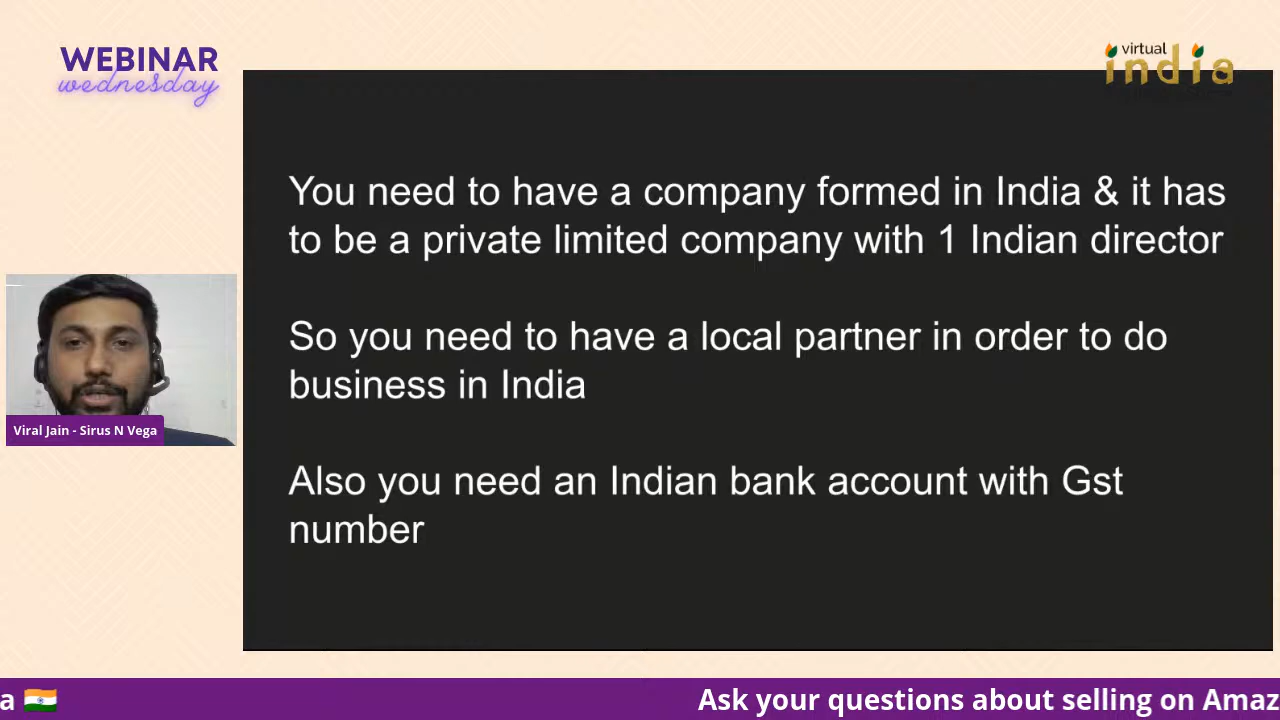 WEBINAR
wednesday
virtual
india
You need to have a company formed in India & it has
to be a private limited company with 1 Indian director
So you need to have a local partner in order to do
business in India
Also you need an Indian bank account with Gst
number
Viral Jain - Sirus N Vega
a 🇮🇳 Ask your questions about selling on Amaz